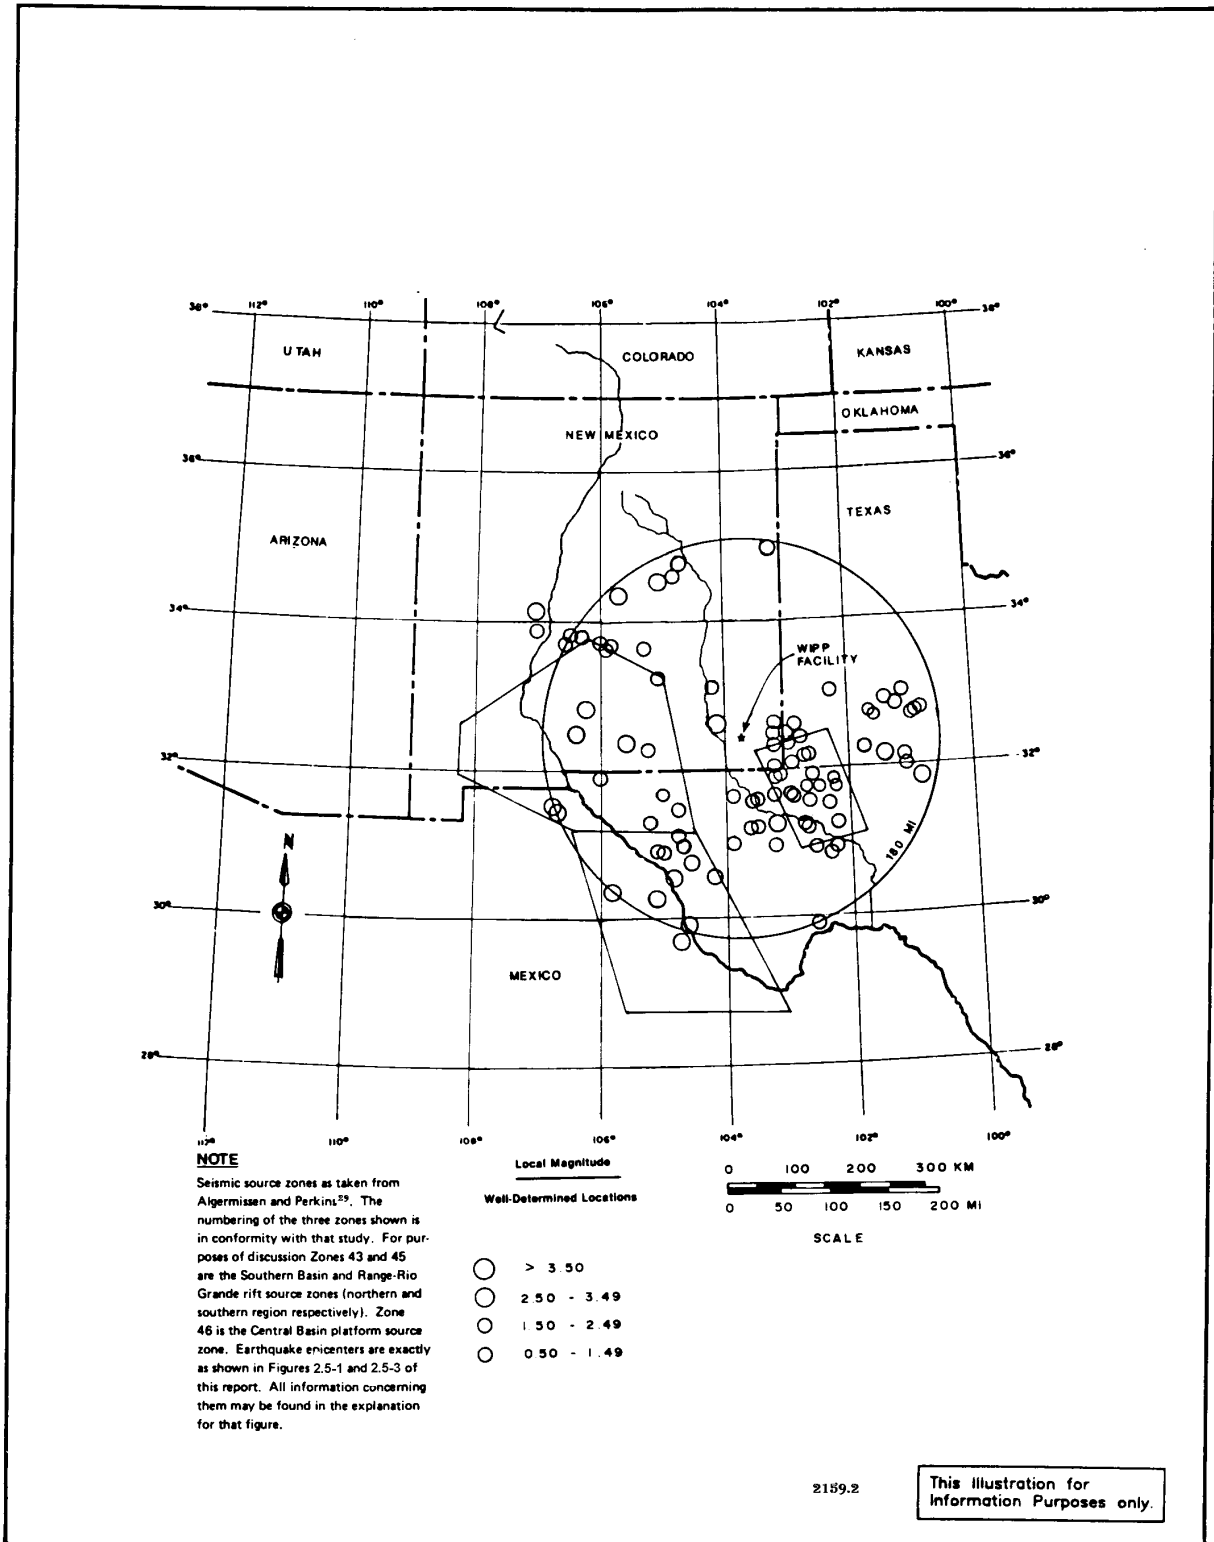 38° 112° 110° 108° 106° 104° 102° 100° 38°
UTAH COLORADO KANSAS
OKLAHOMA
NEW MEXICO
36° 36°
TEXAS
ARIZONA
34° 34°
WIPP
FACILITY
32° 32°
180 MI
N
30° 30°
MEXICO
28° 28°
112° 110° 108° 106° 104° 102° 100°
NOTE
Seismic source zones as taken from
Algermissen and Perkins²⁹. The
numbering of the three zones shown is
in conformity with that study. For pur-
poses of discussion Zones 43 and 45
are the Southern Basin and Range-Rio
Grande rift source zones (northern and
southern region respectively). Zone
46 is the Central Basin platform source
zone. Earthquake epicenters are exactly
as shown in Figures 2.5-1 and 2.5-3 of
this report. All information concerning
them may be found in the explanation
for that figure.
Local Magnitude
Well-Determined Locations
> 3.50
2.50 - 3.49
1.50 - 2.49
0.50 - 1.49
0 100 200 300 KM
0 50 100 150 200 MI
SCALE
2159.2
This Illustration for
Information Purposes only.